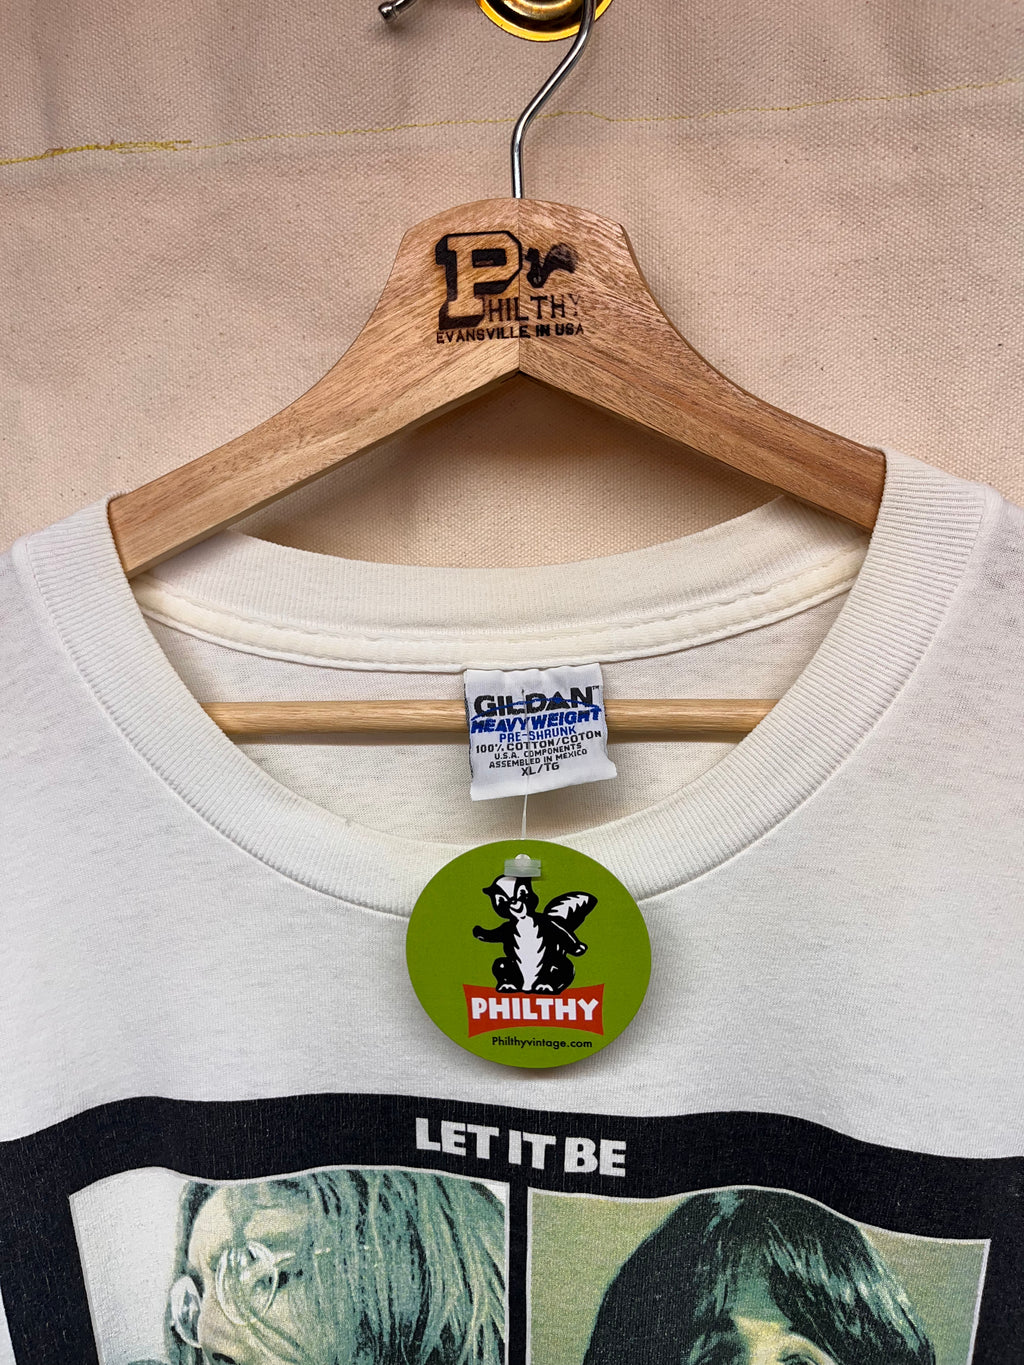 PHILTHY
EVANSVILLE, IN USA
GILDAN™
HEAVYWEIGHT
PRE-SHRUNK
100% COTTON/COTON
U.S.A. COMPONENTS
ASSEMBLED IN MEXICO
XL/TG
PHILTHY
Philthyvintage.com
LET IT BE